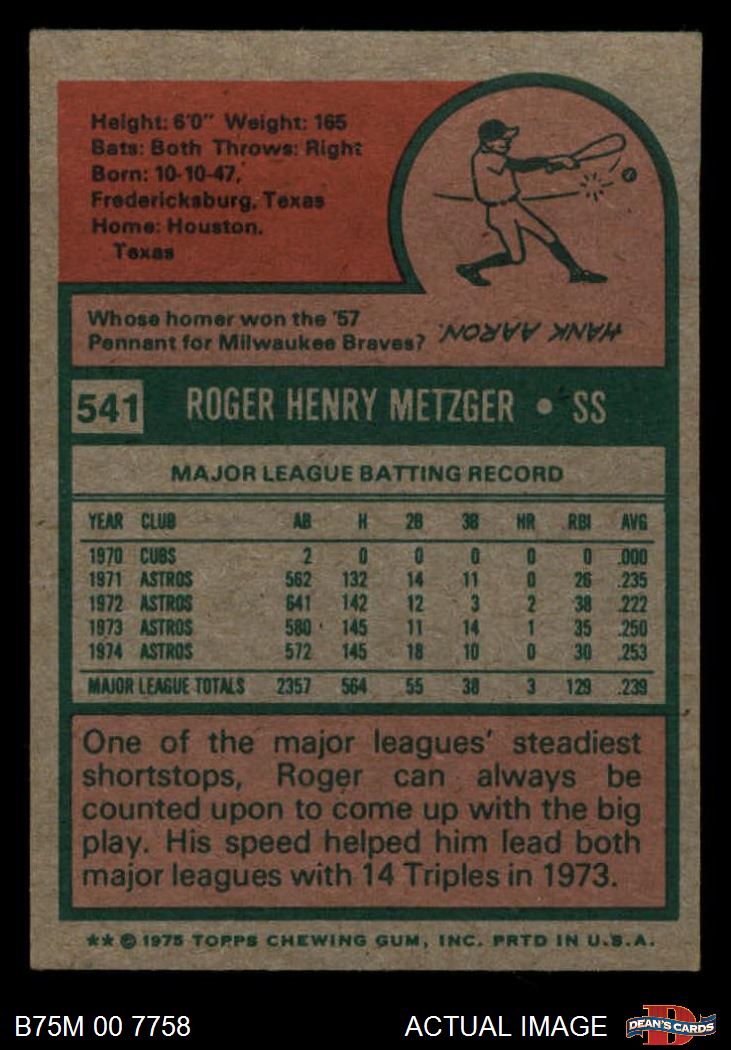 Height: 6'0" Weight: 165
Bats: Both Throws: Right
Born: 10-10-47,
Fredericksburg, Texas
Home: Houston,
Texas
Whose homer won the '57
Pennant for Milwaukee Braves?
HANK AARON.
541 ROGER HENRY METZGER • SS
MAJOR LEAGUE BATTING RECORD
YEAR CLUB AB H 2B 3B HR RBI AVG
1970 CUBS 2 0 0 0 0 0 .000
1971 ASTROS 562 132 14 11 0 26 .235
1972 ASTROS 641 142 12 3 2 38 .222
1973 ASTROS 580 145 11 14 1 35 .250
1974 ASTROS 572 145 18 10 0 30 .253
MAJOR LEAGUE TOTALS 2357 564 55 38 3 129 .239
One of the major leagues' steadiest
shortstops, Roger can always be
counted upon to come up with the big
play. His speed helped him lead both
major leagues with 14 Triples in 1973.
** © 1975 TOPPS CHEWING GUM, INC. PRTD IN U.S.A.
B75M 00 7758 ACTUAL IMAGE D DEAN'S CARDS